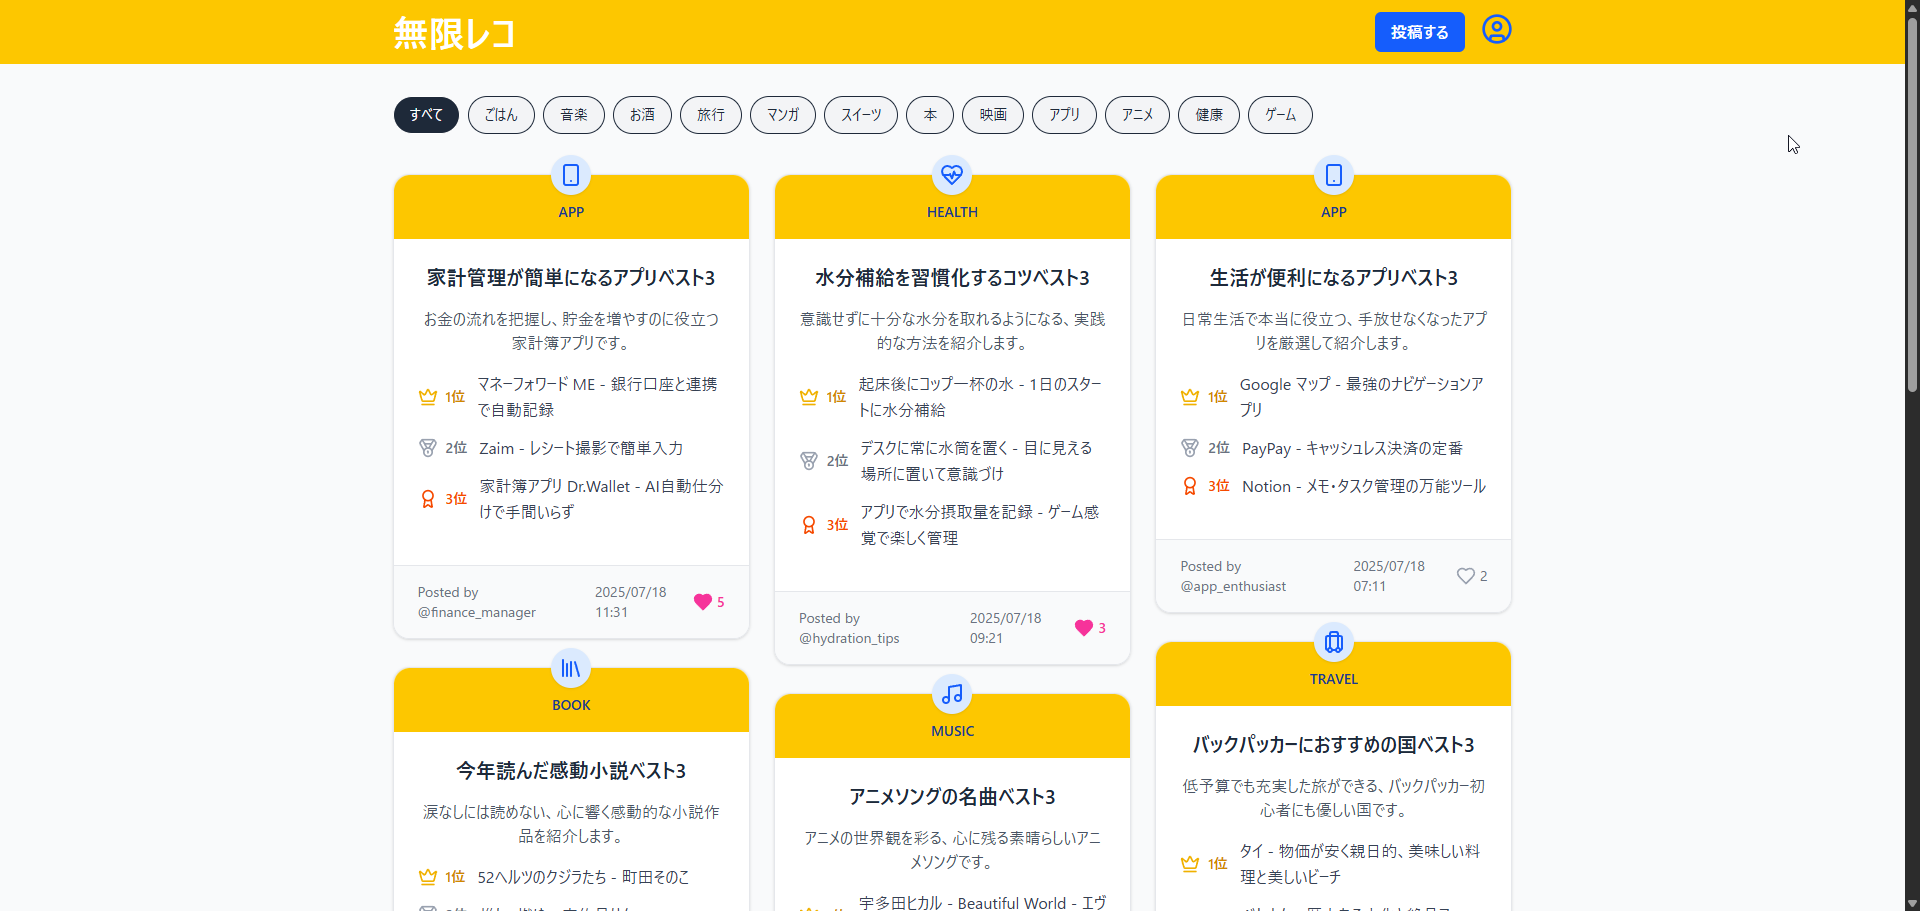 無限レコ
投稿する
すべて
ごはん
音楽
お酒
旅行
マンガ
スイーツ
本
映画
アプリ
アニメ
健康
ゲーム
APP
家計管理が簡単になるアプリベスト3
お金の流れを把握し、貯金を増やすのに役立つ
家計簿アプリです。
1位 マネーフォワード ME - 銀行口座と連携
で自動記録
2位 Zaim - レシート撮影で簡単入力
3位 家計簿アプリ Dr.Wallet - AI自動仕分
けで手間いらず
Posted by
@finance_manager
2025/07/18
11:31
5
HEALTH
水分補給を習慣化するコツベスト3
意識せずに十分な水分を取れるようになる、実践
的な方法を紹介します。
1位 起床後にコップ一杯の水 - 1日のスター
トに水分補給
2位 デスクに常に水筒を置く - 目に見える
場所に置いて意識づけ
3位 アプリで水分摂取量を記録 - ゲーム感
覚で楽しく管理
Posted by
@hydration_tips
2025/07/18
09:21
3
APP
生活が便利になるアプリベスト3
日常生活で本当に役立つ、手放せなくなったアプ
リを厳選して紹介します。
1位 Google マップ - 最強のナビゲーションア
プリ
2位 PayPay - キャッシュレス決済の定番
3位 Notion - メモ・タスク管理の万能ツール
Posted by
@app_enthusiast
2025/07/18
07:11
2
BOOK
今年読んだ感動小説ベスト3
涙なしには読めない、心に響く感動的な小説作
品を紹介します。
1位 52ヘルツのクジラたち - 町田そのこ
MUSIC
アニメソングの名曲ベスト3
アニメの世界観を彩る、心に残る素晴らしいアニ
メソングです。
宇多田ヒカル - Beautiful World - エヴ
TRAVEL
バックパッカーにおすすめの国ベスト3
低予算でも充実した旅ができる、バックパッカー初
心者にも優しい国です。
1位 タイ - 物価が安く親日的、美味しい料
理と美しいビーチ